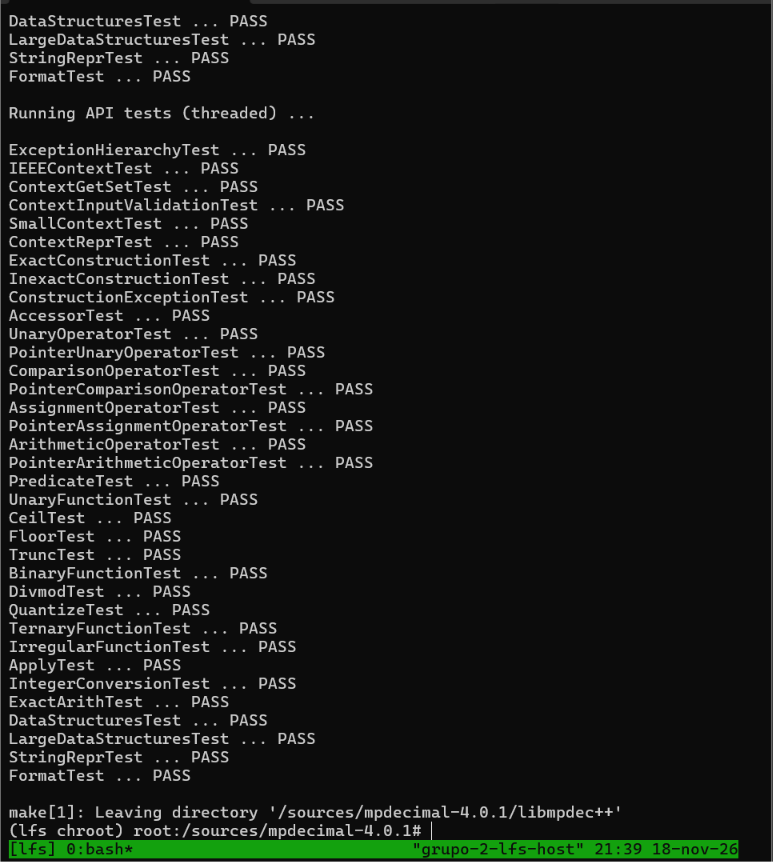 DataStructuresTest ... PASS
LargeDataStructuresTest ... PASS
StringReprTest ... PASS
FormatTest ... PASS
Running API tests (threaded) ...
ExceptionHierarchyTest ... PASS
IEEEContextTest ... PASS
ContextGetSetTest ... PASS
ContextInputValidationTest ... PASS
SmallContextTest ... PASS
ContextReprTest ... PASS
ExactConstructionTest ... PASS
InexactConstructionTest ... PASS
ConstructionExceptionTest ... PASS
AccessorTest ... PASS
UnaryOperatorTest ... PASS
PointerUnaryOperatorTest ... PASS
ComparisonOperatorTest ... PASS
PointerComparisonOperatorTest ... PASS
AssignmentOperatorTest ... PASS
PointerAssignmentOperatorTest ... PASS
ArithmeticOperatorTest ... PASS
PointerArithmeticOperatorTest ... PASS
PredicateTest ... PASS
UnaryFunctionTest ... PASS
CeilTest ... PASS
FloorTest ... PASS
TruncTest ... PASS
BinaryFunctionTest ... PASS
DivmodTest ... PASS
QuantizeTest ... PASS
TernaryFunctionTest ... PASS
IrregularFunctionTest ... PASS
ApplyTest ... PASS
IntegerConversionTest ... PASS
ExactArithTest ... PASS
DataStructuresTest ... PASS
LargeDataStructuresTest ... PASS
StringReprTest ... PASS
FormatTest ... PASS
make[1]: Leaving directory '/sources/mpdecimal-4.0.1/libmpdec++'
(lfs chroot) root:/sources/mpdecimal-4.0.1#
[lfs] 0:bash* "grupo-2-lfs-host" 21:39 18-nov-26